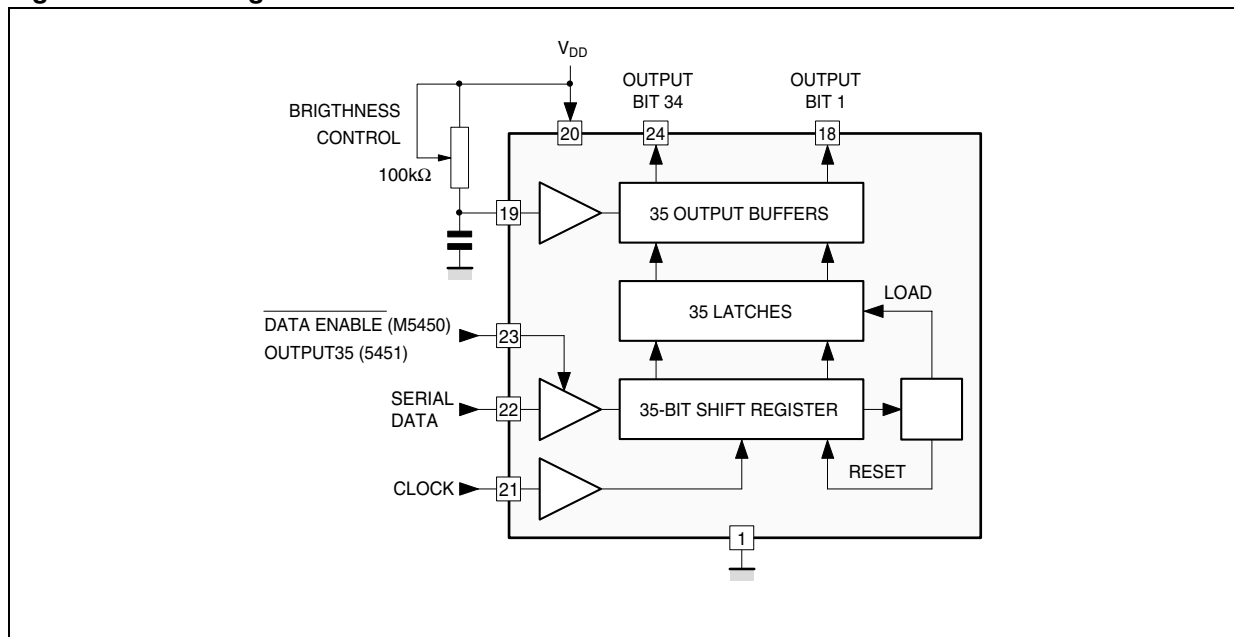 V_DD
OUTPUT
BIT 34
OUTPUT
BIT 1
BRIGTHNESS
CONTROL
100kΩ
20
24
18
19
35 OUTPUT BUFFERS
LOAD
35 LATCHES
DATA ENABLE (M5450)
OUTPUT35 (5451)
23
SERIAL
DATA
22
35-BIT SHIFT REGISTER
RESET
CLOCK
21
1